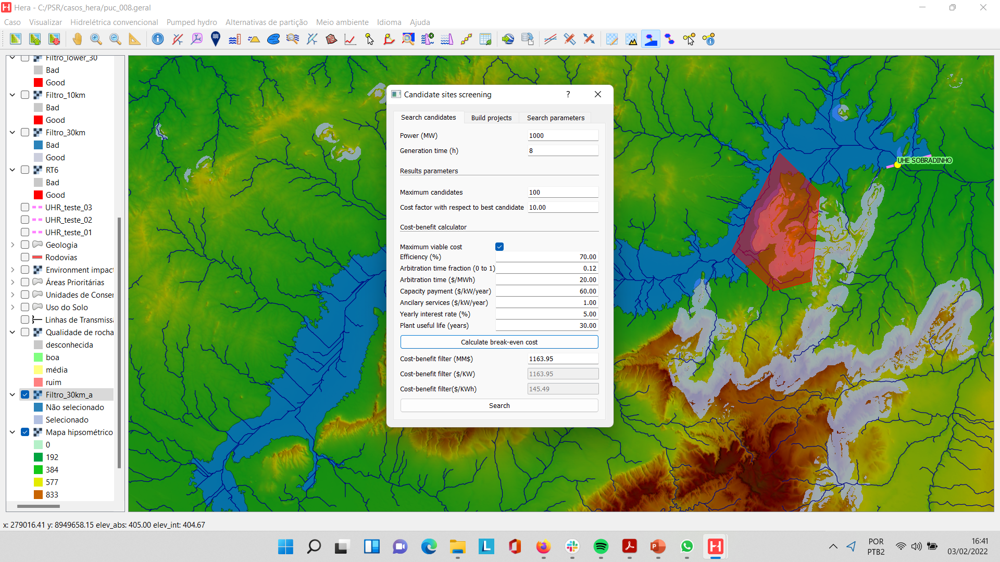 Hera - C:/PSR/casos_hera/puc_008.geral
Caso Visualizar Hidrelétrica convencional Pumped hydro Alternativas de partição Meio ambiente Idioma Ajuda
Filtro_lower_30
Bad
Good
Filtro_10km
Bad
Good
Filtro_30km
Bad
Good
RT6
Bad
Good
UHR_teste_03
UHR_teste_02
UHR_teste_01
Geologia
Rodovias
Environment impact
Áreas Prioritárias
Unidades de Conser
Uso do Solo
Linhas de Transmissã
Qualidade de rocha
desconhecida
boa
média
ruim
Filtro_30km_a
Não selecionado
Selecionado
Mapa hipsométrico
0
192
384
577
833
Candidate sites screening ?
Search candidates Build projects Search parameters
Power (MW) 1000
Generation time (h) 8
Results parameters
Maximum candidates 100
Cost factor with respect to best candidate 10.00
Cost-benefit calculator
Maximum viable cost
Efficiency (%) 70.00
Arbitration time fraction (0 to 1) 0.12
Arbitration time ($/MWh) 20.00
Capacity payment ($/kW/year) 60.00
Ancilary services ($/kW/year) 1.00
Yearly interest rate (%) 5.00
Plant useful life (years) 30.00
Calculate break-even cost
Cost-benefit filter (MM$) 1163.95
Cost-benefit filter ($/KW) 1163.95
Cost-benefit filter($/KWh) 145.49
Search
UHE SOBRADINHO
x: 279016.41 y: 8949658.15 elev_abs: 405.00 elev_int: 404.67
POR
PTB2
16:41
03/02/2022